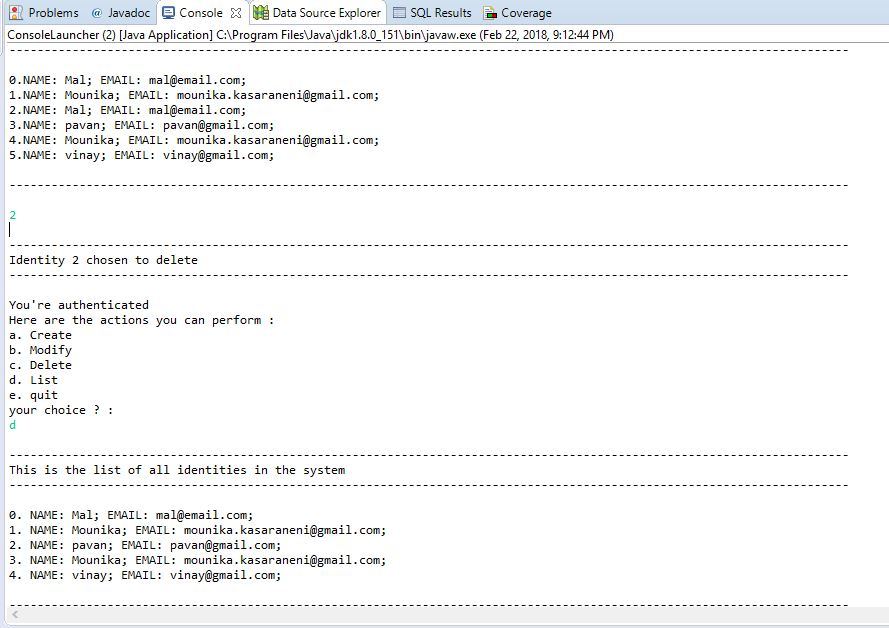 Problems @ Javadoc Console Data Source Explorer SQL Results Coverage
ConsoleLauncher (2) [Java Application] C:\Program Files\Java\jdk1.8.0_151\bin\javaw.exe (Feb 22, 2018, 9:12:44 PM)
------------------------------------------------------------------------------------------------------------------------
0.NAME: Mal; EMAIL: mal@email.com;
1.NAME: Mounika; EMAIL: mounika.kasaraneni@gmail.com;
2.NAME: Mal; EMAIL: mal@email.com;
3.NAME: pavan; EMAIL: pavan@gmail.com;
4.NAME: Mounika; EMAIL: mounika.kasaraneni@gmail.com;
5.NAME: vinay; EMAIL: vinay@gmail.com;
------------------------------------------------------------------------------------------------------------------------
2
------------------------------------------------------------------------------------------------------------------------
Identity 2 chosen to delete
------------------------------------------------------------------------------------------------------------------------
You're authenticated
Here are the actions you can perform :
a. Create
b. Modify
c. Delete
d. List
e. quit
your choice ? :
d
------------------------------------------------------------------------------------------------------------------------
This is the list of all identities in the system
------------------------------------------------------------------------------------------------------------------------
0. NAME: Mal; EMAIL: mal@email.com;
1. NAME: Mounika; EMAIL: mounika.kasaraneni@gmail.com;
2. NAME: pavan; EMAIL: pavan@gmail.com;
3. NAME: Mounika; EMAIL: mounika.kasaraneni@gmail.com;
4. NAME: vinay; EMAIL: vinay@gmail.com;
------------------------------------------------------------------------------------------------------------------------